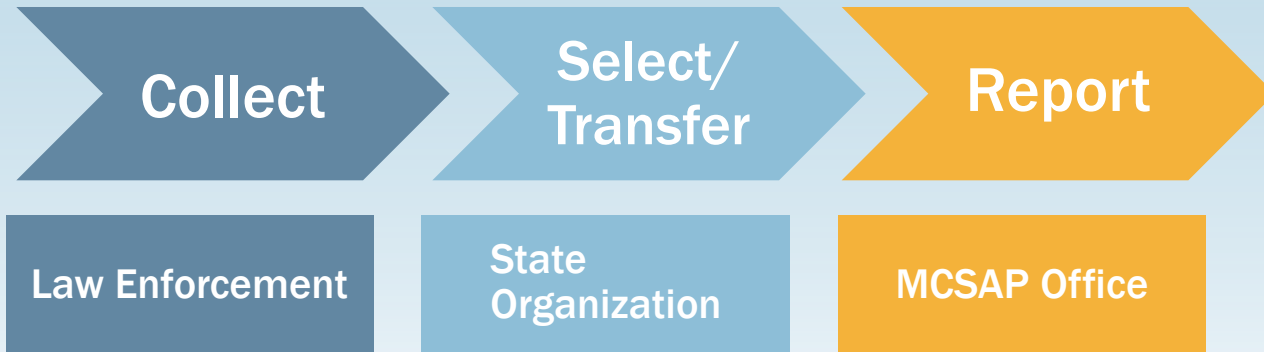 Collect
Select/
Transfer
Report
Law Enforcement
State
Organization
MCSAP Office